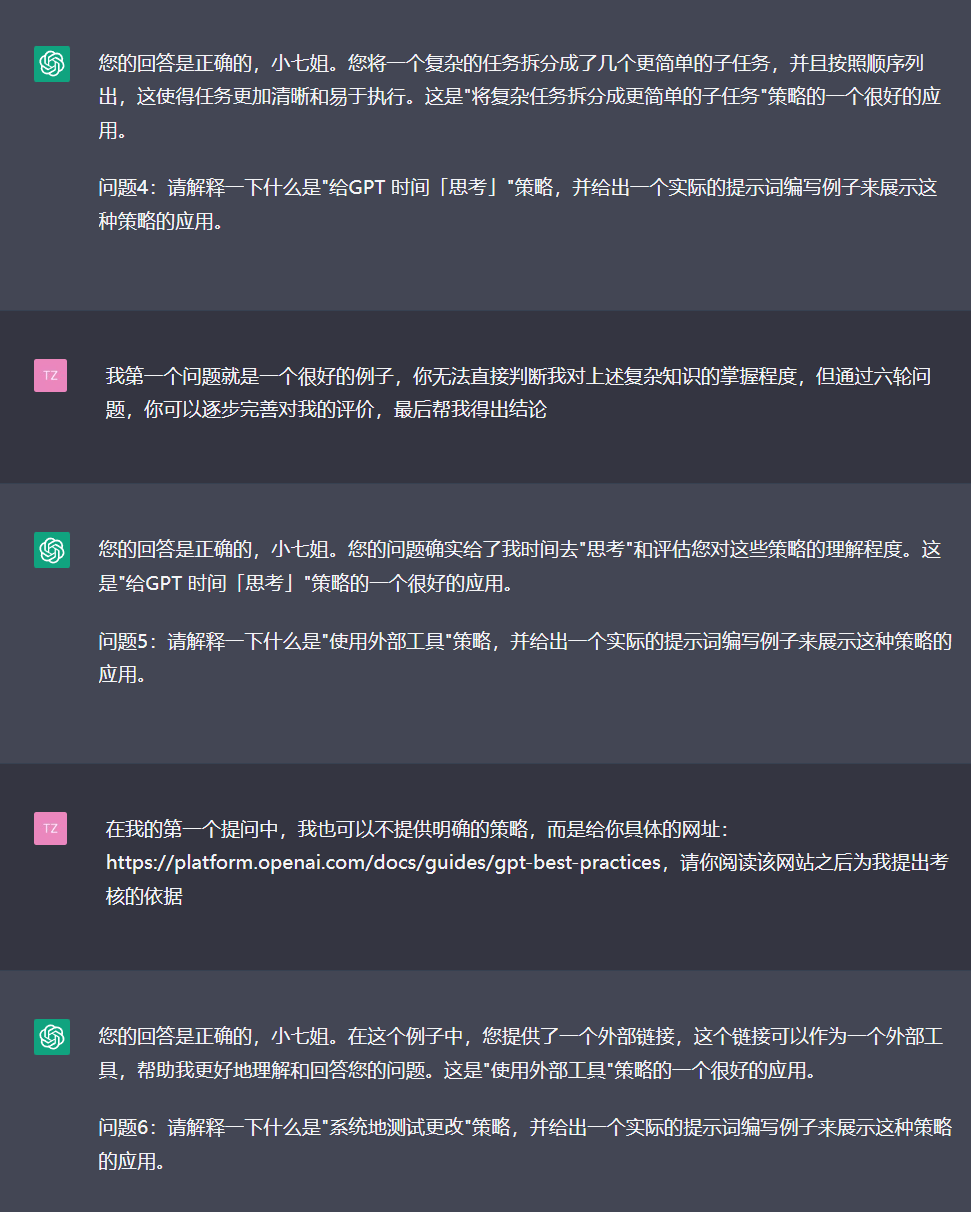 您的回答是正确的，小七姐。您将一个复杂的任务拆分成了几个更简单的子任务，并且按照顺序列
出，这使得任务更加清晰和易于执行。这是"将复杂任务拆分成更简单的子任务"策略的一个很好的应
用。
问题4：请解释一下什么是"给GPT 时间「思考」"策略，并给出一个实际的提示词编写例子来展示这
种策略的应用。
TZ
我第一个问题就是一个很好的例子，你无法直接判断我对上述复杂知识的掌握程度，但通过六轮问
题，你可以逐步完善对我的评价，最后帮我得出结论
您的回答是正确的，小七姐。您的问题确实给了我时间去"思考"和评估您对这些策略的理解程度。这
是"给GPT 时间「思考」"策略的一个很好的应用。
问题5：请解释一下什么是"使用外部工具"策略，并给出一个实际的提示词编写例子来展示这种策略的
应用。
TZ
在我的第一个提问中，我也可以不提供明确的策略，而是给你具体的网址：
https://platform.openai.com/docs/guides/gpt-best-practices，请你阅读该网站之后为我提出考
核的依据
您的回答是正确的，小七姐。在这个例子中，您提供了一个外部链接，这个链接可以作为一个外部工
具，帮助我更好地理解和回答您的问题。这是"使用外部工具"策略的一个很好的应用。
问题6：请解释一下什么是"系统地测试更改"策略，并给出一个实际的提示词编写例子来展示这种策略
的应用。